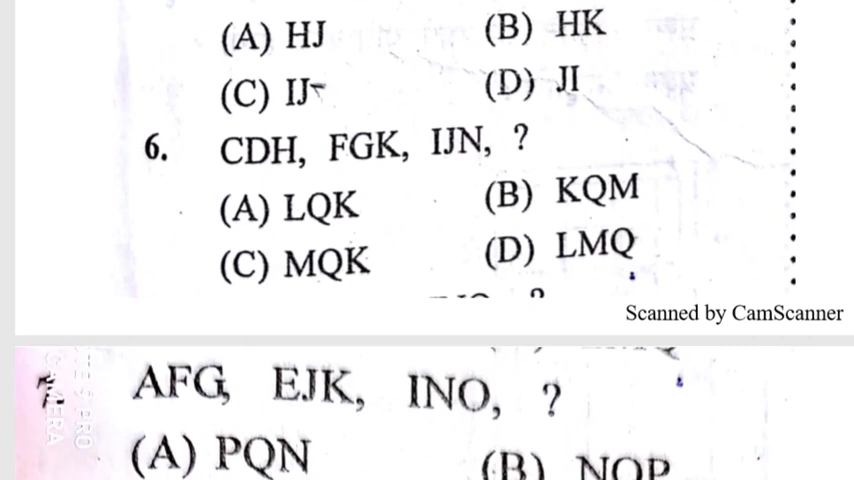 (A) HJ (B) HK
(C) IJ (D) JI
6. CDH, FGK, IJN, ?
(A) LQK (B) KQM
(C) MQK (D) LMQ
Scanned by CamScanner
AFG, EJK, INO, ?
(A) PQN (B) NOP